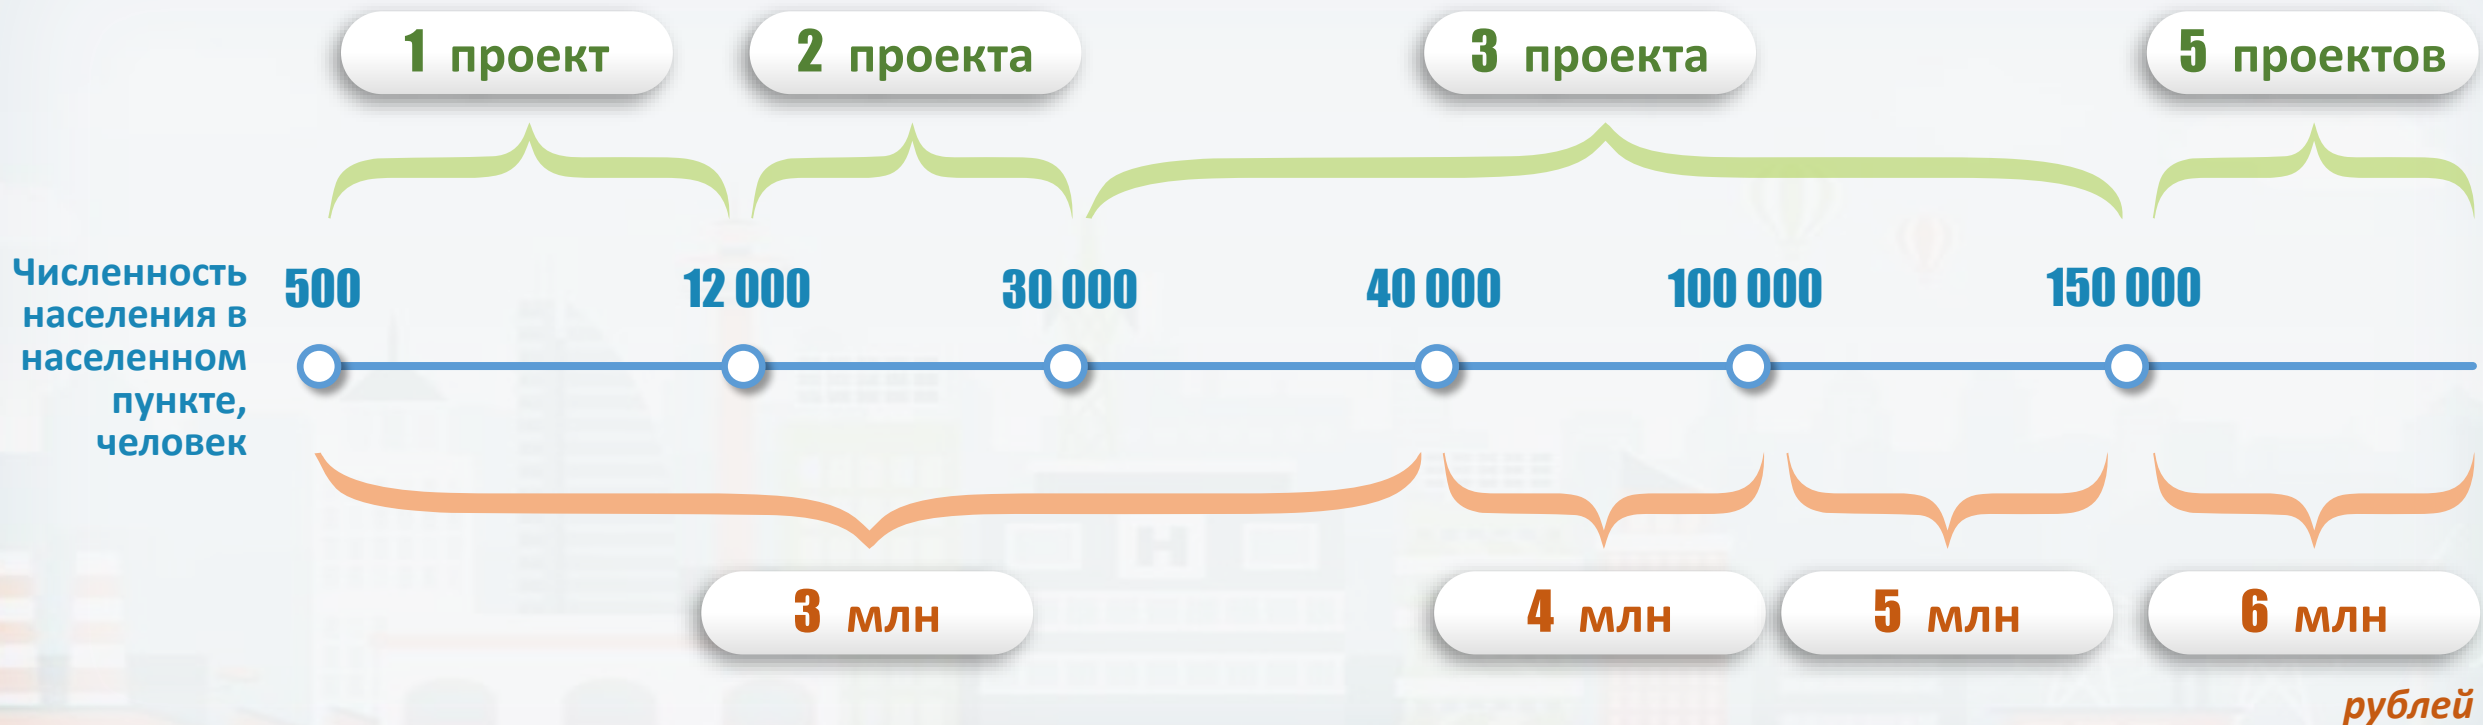 1 проект
2 проекта
3 проекта
5 проектов
Численность
населения в
населенном
пункте,
человек
500
12 000
30 000
40 000
100 000
150 000
3 млн
4 млн
5 млн
6 млн
рублей